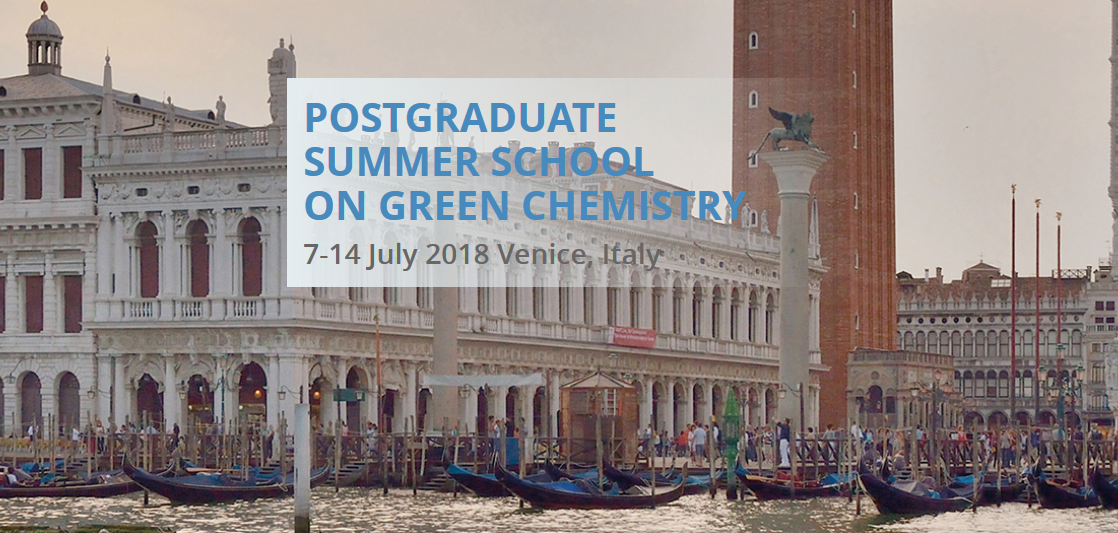 POSTGRADUATE
SUMMER SCHOOL
ON GREEN CHEMISTRY
7-14 July 2018 Venice, Italy